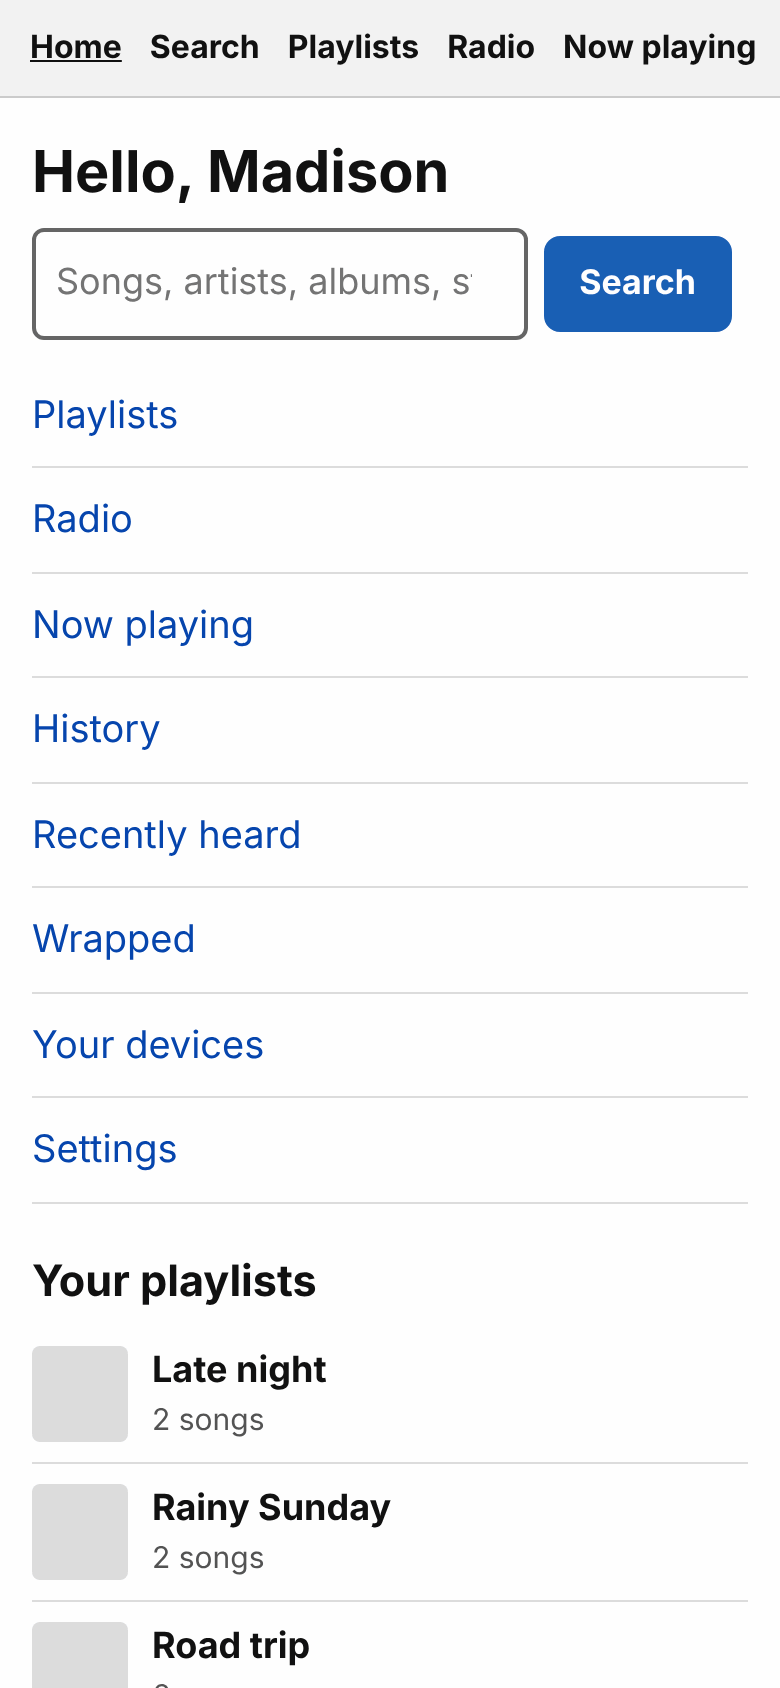 Home Search Playlists Radio Now playing
Hello, Madison
Songs, artists, albums, s
Search
Playlists
Radio
Now playing
History
Recently heard
Wrapped
Your devices
Settings
Your playlists
Late night
2 songs
Rainy Sunday
2 songs
Road trip